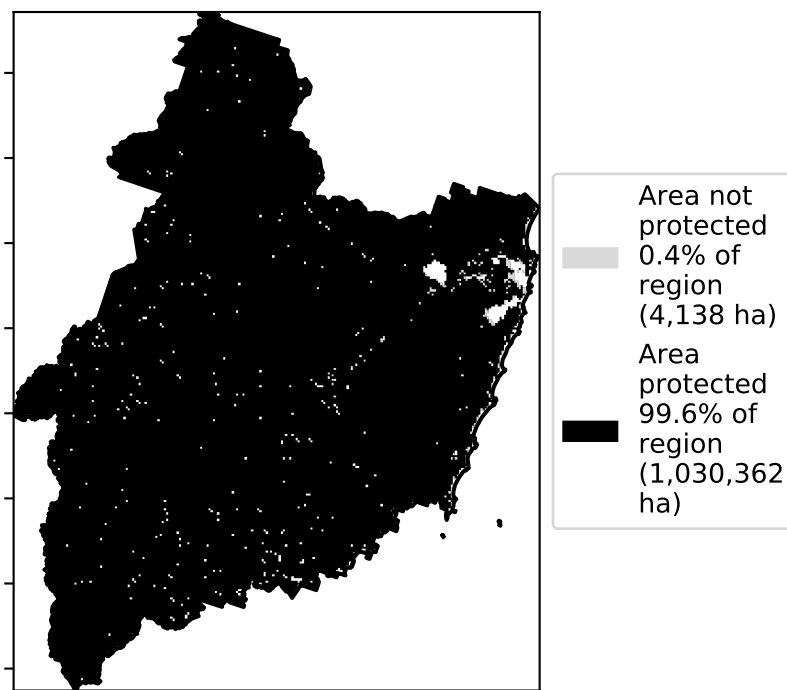 Area not
protected
0.4% of
region
(4,138 ha)
Area
protected
99.6% of
region
(1,030,362
ha)